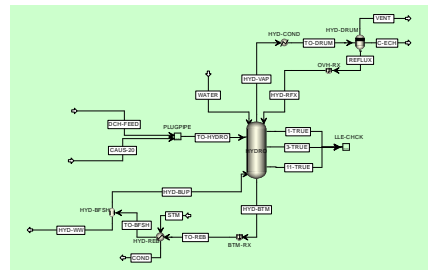 VENT
HYD-DRUM
HYD-COND
TO-DRUM
C-ECH
REFLUX
OVH-RX
HYD-VAP
WATER
HYD-RFX
DCH-FEED
PLUGPIPE
1-TRUE
TO-HYDRO
HYDRO
3-TRUE
LLE-CHCK
CAUS-20
11-TRUE
HYD-BUP
HYD-BTM
HYD-BFSH
STM
TO-BFSH
HYD-WW
HYD-REB
TO-REB
BTM-RX
COND